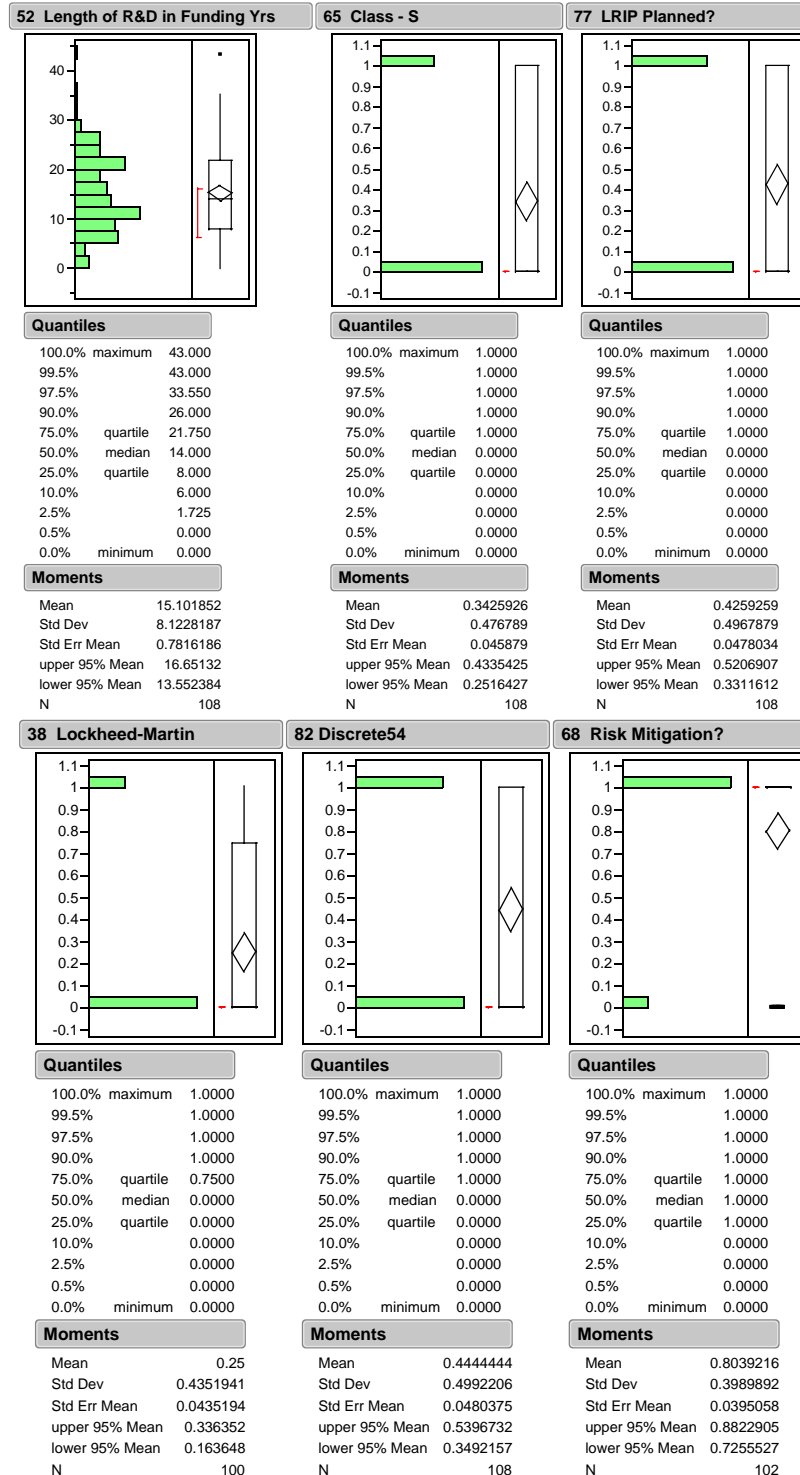 52 Length of R&D in Funding Yrs
40
30
20
10
0
Quantiles
100.0% maximum 43.000
99.5% 43.000
97.5% 33.550
90.0% 26.000
75.0% quartile 21.750
50.0% median 14.000
25.0% quartile 8.000
10.0% 6.000
2.5% 1.725
0.5% 0.000
0.0% minimum 0.000
Moments
Mean 15.101852
Std Dev 8.1228187
Std Err Mean 0.7816186
upper 95% Mean 16.65132
lower 95% Mean 13.552384
N 108
65 Class - S
1.1
1
0.9
0.8
0.7
0.6
0.5
0.4
0.3
0.2
0.1
0
-0.1
Quantiles
100.0% maximum 1.0000
99.5% 1.0000
97.5% 1.0000
90.0% 1.0000
75.0% quartile 1.0000
50.0% median 0.0000
25.0% quartile 0.0000
10.0% 0.0000
2.5% 0.0000
0.5% 0.0000
0.0% minimum 0.0000
Moments
Mean 0.3425926
Std Dev 0.476789
Std Err Mean 0.045879
upper 95% Mean 0.4335425
lower 95% Mean 0.2516427
N 108
77 LRIP Planned?
1.1
1
0.9
0.8
0.7
0.6
0.5
0.4
0.3
0.2
0.1
0
-0.1
Quantiles
100.0% maximum 1.0000
99.5% 1.0000
97.5% 1.0000
90.0% 1.0000
75.0% quartile 1.0000
50.0% median 0.0000
25.0% quartile 0.0000
10.0% 0.0000
2.5% 0.0000
0.5% 0.0000
0.0% minimum 0.0000
Moments
Mean 0.4259259
Std Dev 0.4967879
Std Err Mean 0.0478034
upper 95% Mean 0.5206907
lower 95% Mean 0.3311612
N 108
38 Lockheed-Martin
1.1
1
0.9
0.8
0.7
0.6
0.5
0.4
0.3
0.2
0.1
0
-0.1
Quantiles
100.0% maximum 1.0000
99.5% 1.0000
97.5% 1.0000
90.0% 1.0000
75.0% quartile 0.7500
50.0% median 0.0000
25.0% quartile 0.0000
10.0% 0.0000
2.5% 0.0000
0.5% 0.0000
0.0% minimum 0.0000
Moments
Mean 0.25
Std Dev 0.4351941
Std Err Mean 0.0435194
upper 95% Mean 0.336352
lower 95% Mean 0.163648
N 100
82 Discrete54
1.1
1
0.9
0.8
0.7
0.6
0.5
0.4
0.3
0.2
0.1
0
-0.1
Quantiles
100.0% maximum 1.0000
99.5% 1.0000
97.5% 1.0000
90.0% 1.0000
75.0% quartile 1.0000
50.0% median 0.0000
25.0% quartile 0.0000
10.0% 0.0000
2.5% 0.0000
0.5% 0.0000
0.0% minimum 0.0000
Moments
Mean 0.4444444
Std Dev 0.4992206
Std Err Mean 0.0480375
upper 95% Mean 0.5396732
lower 95% Mean 0.3492157
N 108
68 Risk Mitigation?
1.1
1
0.9
0.8
0.7
0.6
0.5
0.4
0.3
0.2
0.1
0
-0.1
Quantiles
100.0% maximum 1.0000
99.5% 1.0000
97.5% 1.0000
90.0% 1.0000
75.0% quartile 1.0000
50.0% median 1.0000
25.0% quartile 1.0000
10.0% 0.0000
2.5% 0.0000
0.5% 0.0000
0.0% minimum 0.0000
Moments
Mean 0.8039216
Std Dev 0.3989892
Std Err Mean 0.0395058
upper 95% Mean 0.8822905
lower 95% Mean 0.7255527
N 102